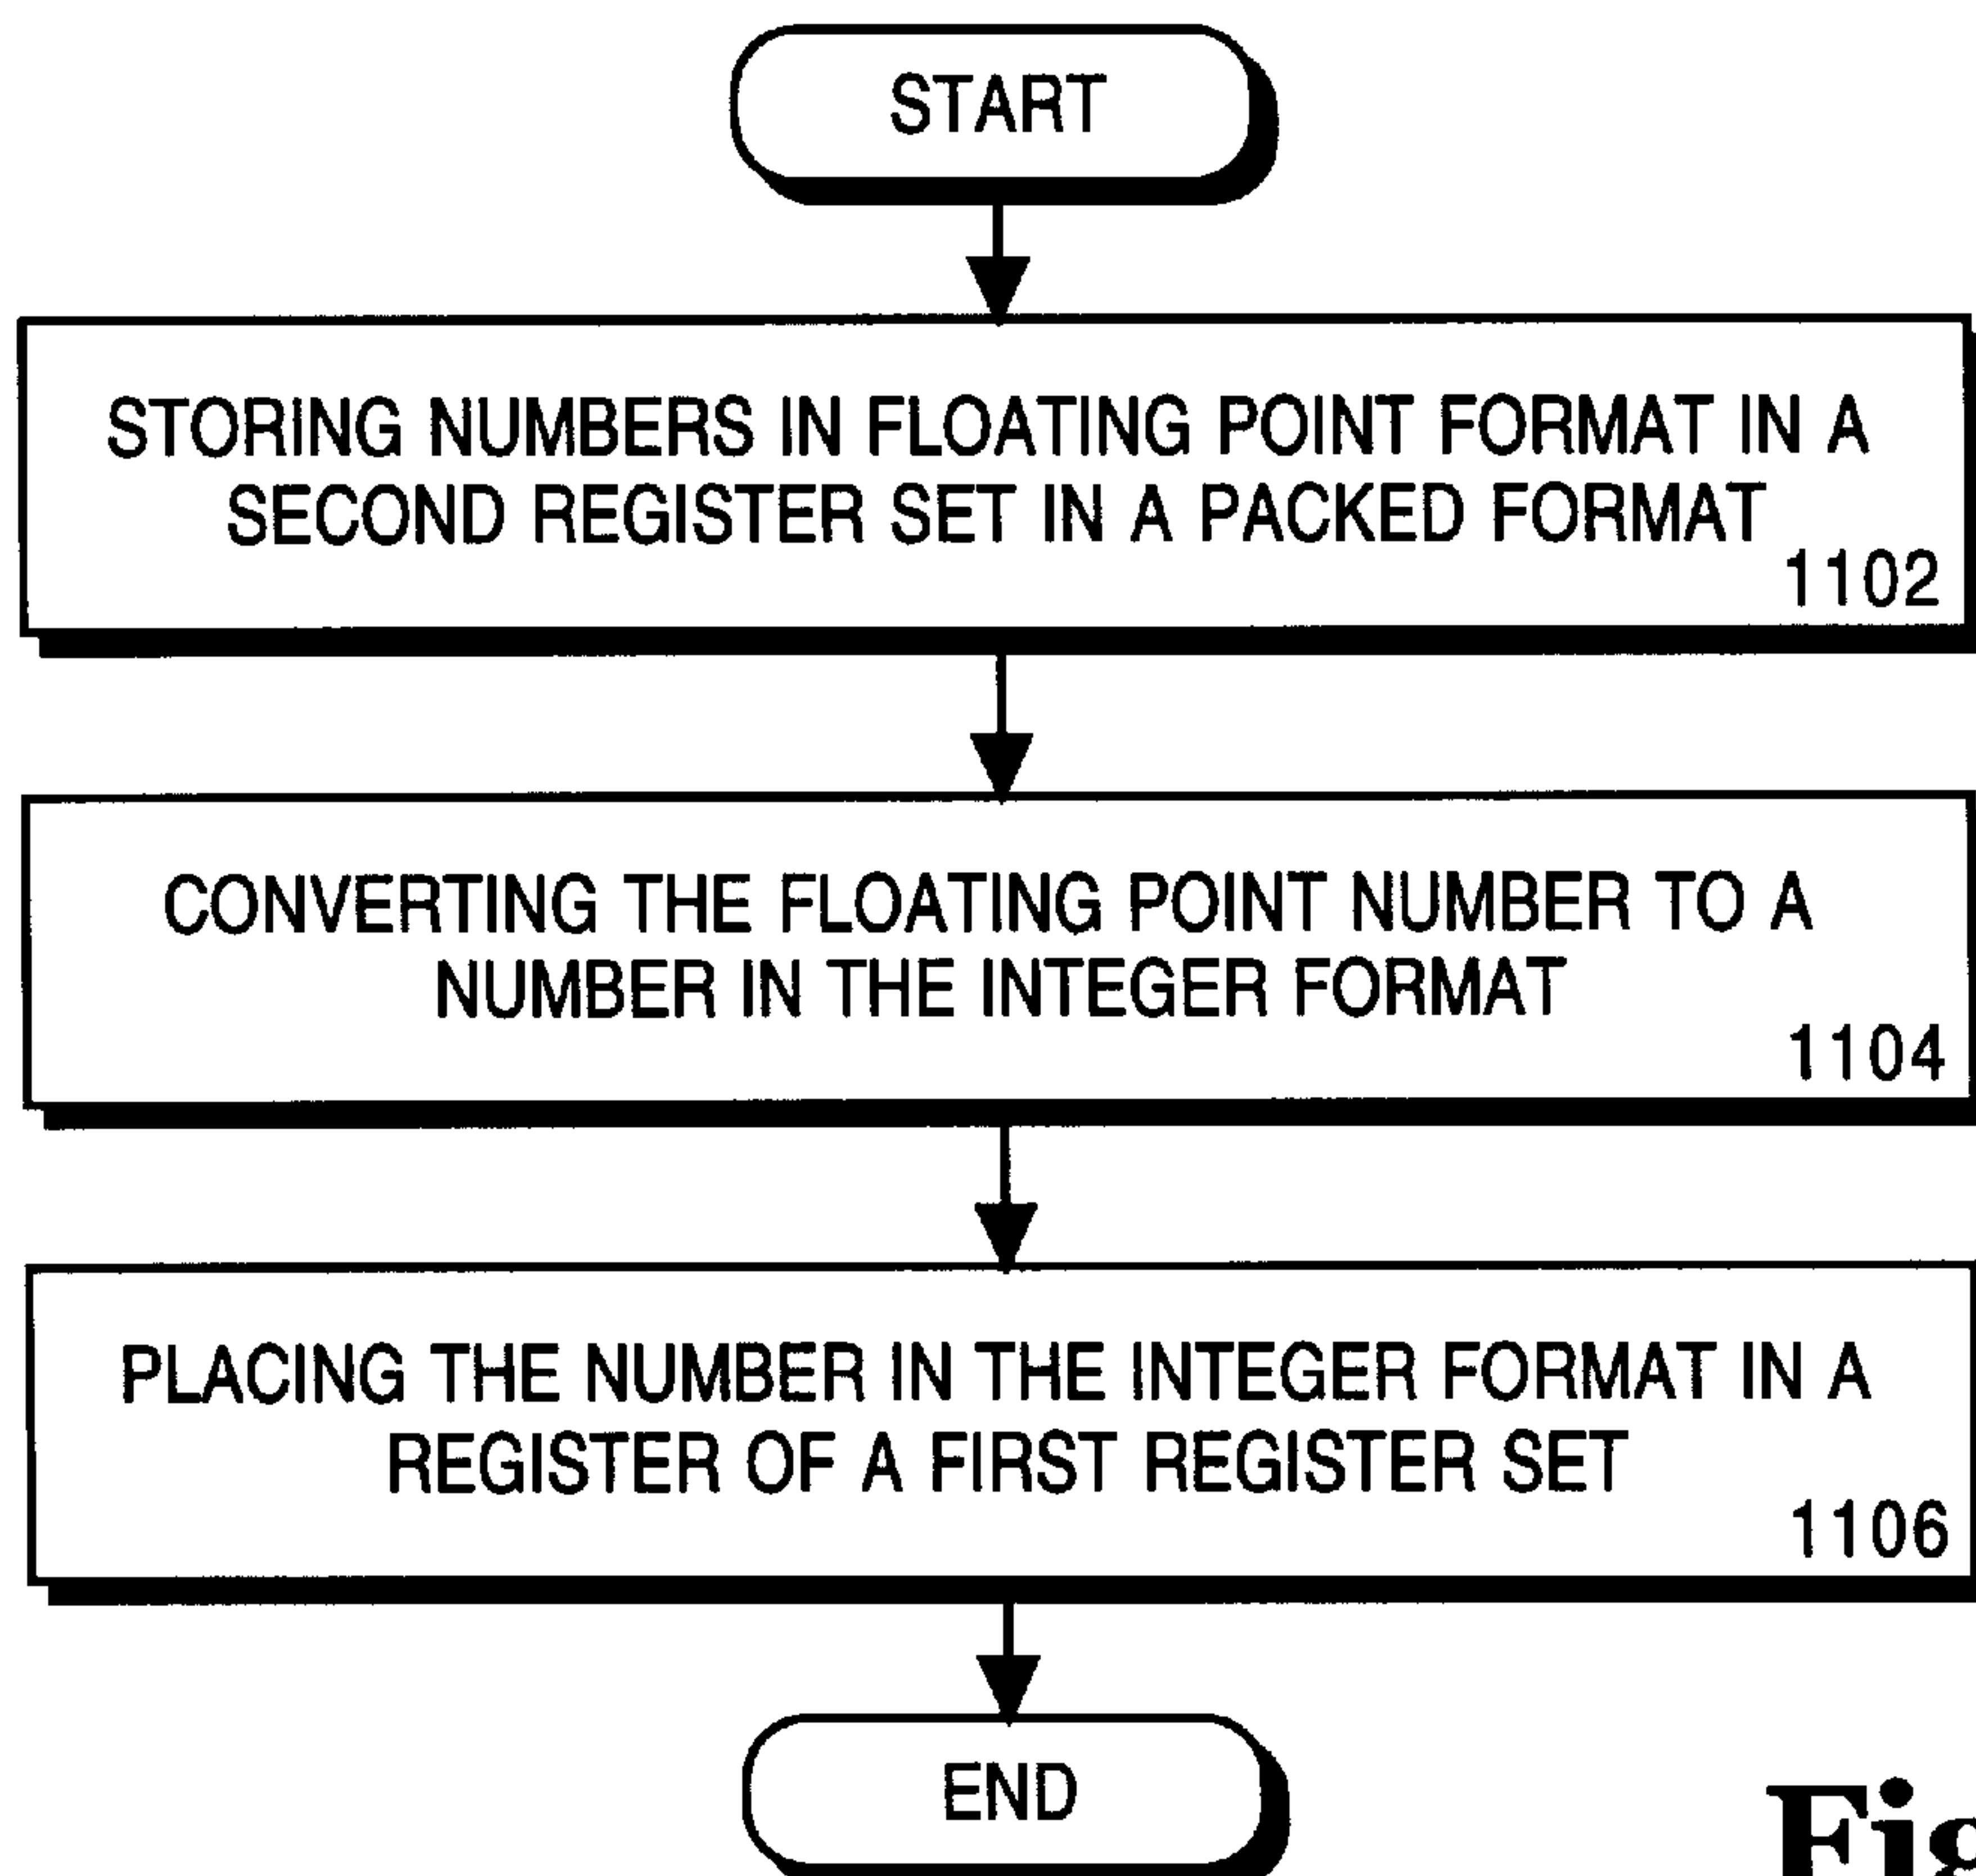 START
STORING NUMBERS IN FLOATING POINT FORMAT IN A
SECOND REGISTER SET IN A PACKED FORMAT
1102
CONVERTING THE FLOATING POINT NUMBER TO A
NUMBER IN THE INTEGER FORMAT
1104
PLACING THE NUMBER IN THE INTEGER FORMAT IN A
REGISTER OF A FIRST REGISTER SET
1106
END